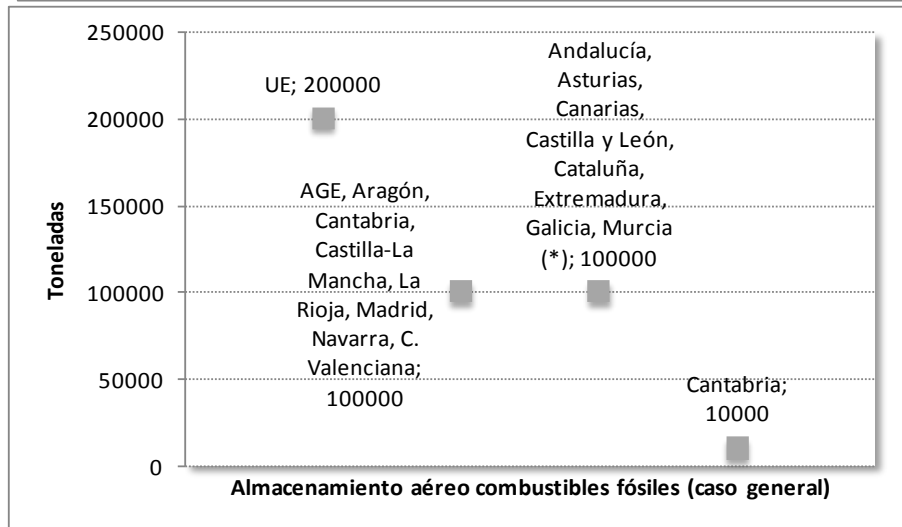 250000
200000
150000
100000
50000
0
Toneladas
UE; 200000
AGE, Aragón,
Cantabria,
Castilla-La
Mancha, La
Rioja, Madrid,
Navarra, C.
Valenciana;
100000
Andalucía,
Asturias,
Canarias,
Castilla y León,
Cataluña,
Extremadura,
Galicia, Murcia
(*); 100000
Cantabria;
10000
Almacenamiento aéreo combustibles fósiles (caso general)